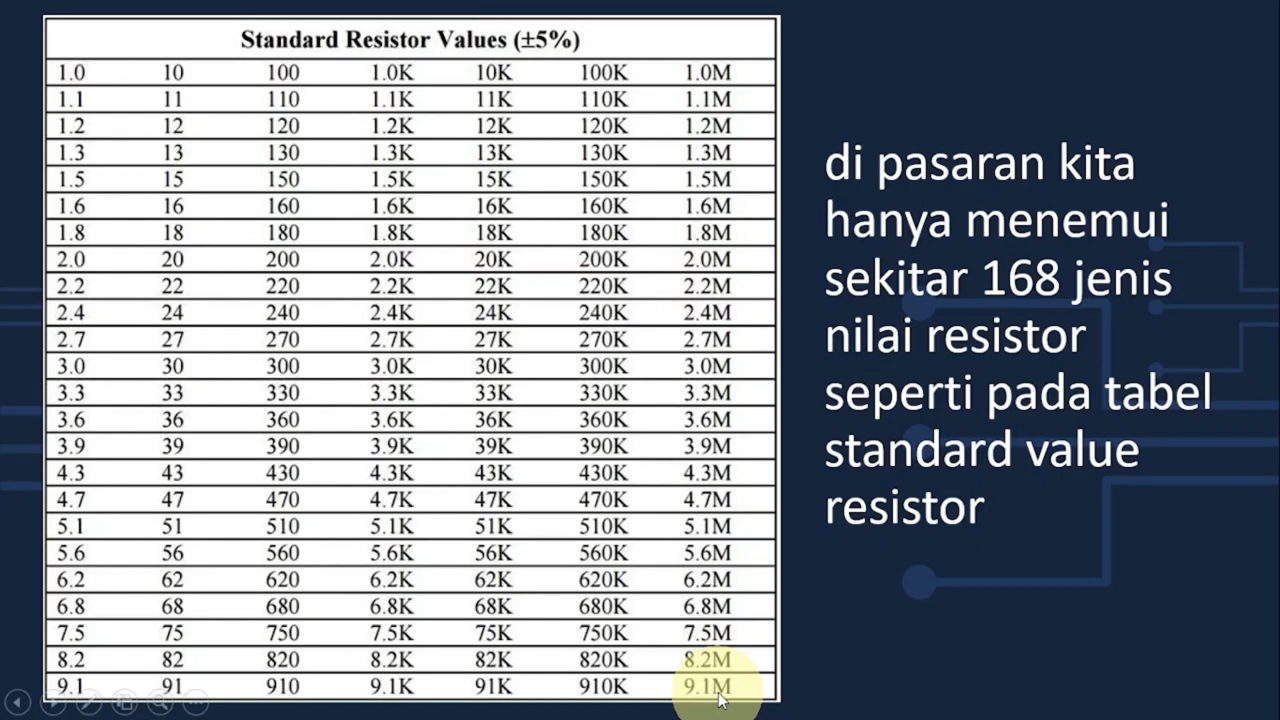 Standard Resistor Values (±5%)
1.0 10 100 1.0K 10K 100K 1.0M
1.1 11 110 1.1K 11K 110K 1.1M
1.2 12 120 1.2K 12K 120K 1.2M
1.3 13 130 1.3K 13K 130K 1.3M
1.5 15 150 1.5K 15K 150K 1.5M
1.6 16 160 1.6K 16K 160K 1.6M
1.8 18 180 1.8K 18K 180K 1.8M
2.0 20 200 2.0K 20K 200K 2.0M
2.2 22 220 2.2K 22K 220K 2.2M
2.4 24 240 2.4K 24K 240K 2.4M
2.7 27 270 2.7K 27K 270K 2.7M
3.0 30 300 3.0K 30K 300K 3.0M
3.3 33 330 3.3K 33K 330K 3.3M
3.6 36 360 3.6K 36K 360K 3.6M
3.9 39 390 3.9K 39K 390K 3.9M
4.3 43 430 4.3K 43K 430K 4.3M
4.7 47 470 4.7K 47K 470K 4.7M
5.1 51 510 5.1K 51K 510K 5.1M
5.6 56 560 5.6K 56K 560K 5.6M
6.2 62 620 6.2K 62K 620K 6.2M
6.8 68 680 6.8K 68K 680K 6.8M
7.5 75 750 7.5K 75K 750K 7.5M
8.2 82 820 8.2K 82K 820K 8.2M
9.1 91 910 9.1K 91K 910K 9.1M
di pasaran kita
hanya menemui
sekitar 168 jenis
nilai resistor
seperti pada tabel
standard value
resistor